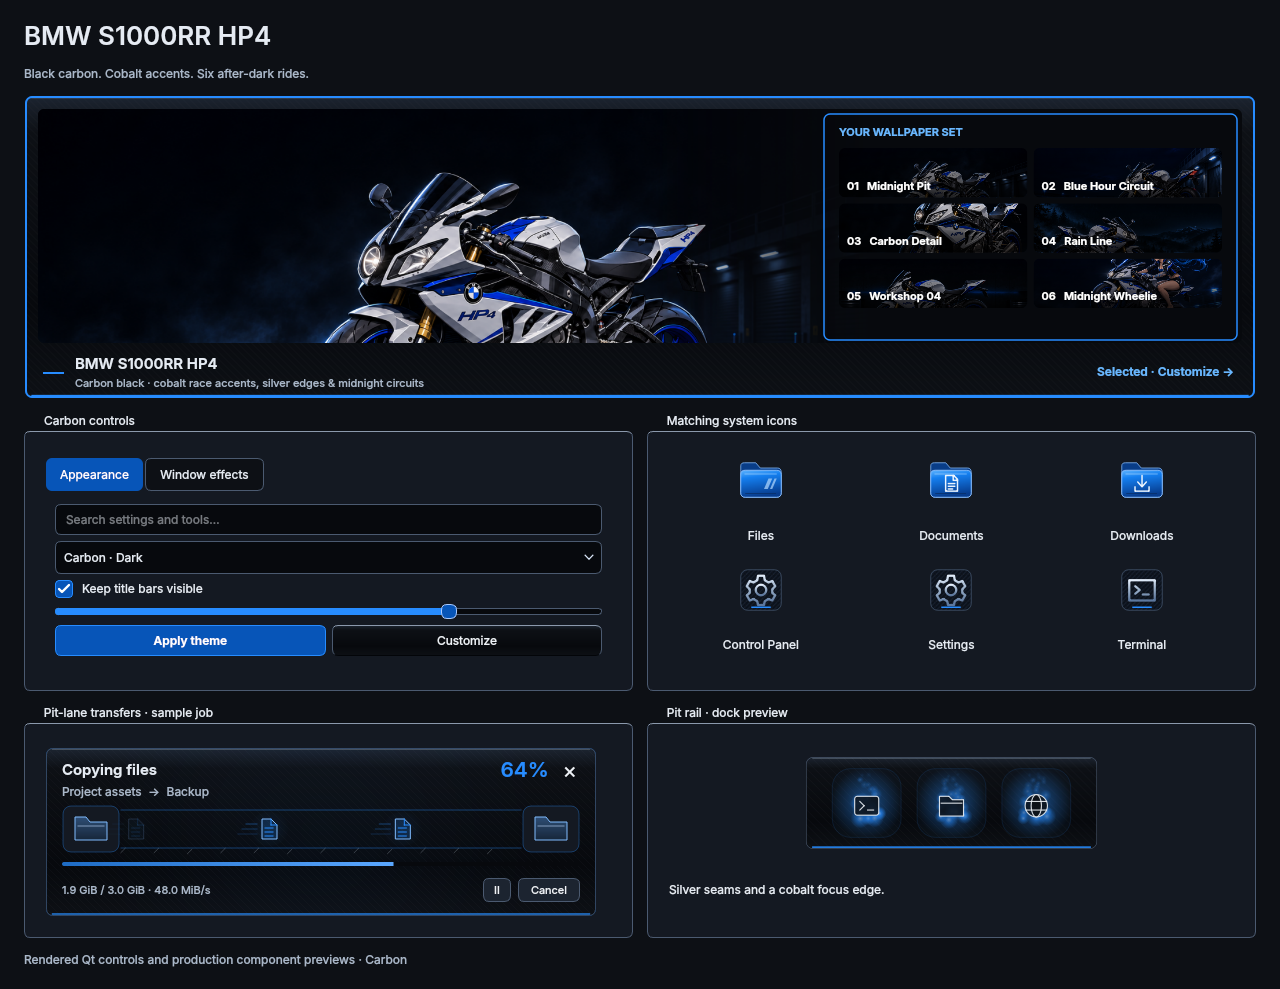 BMW S1000RR HP4
Black carbon. Cobalt accents. Six after-dark rides.
YOUR WALLPAPER SET
01 Midnight Pit
02 Blue Hour Circuit
03 Carbon Detail
04 Rain Line
05 Workshop 04
06 Midnight Wheelie
HP4
HP4
BMW S1000RR HP4
Carbon black · cobalt race accents, silver edges & midnight circuits
Selected · Customize →
Carbon controls
Appearance
Window effects
Search settings and tools...
Carbon · Dark
Keep title bars visible
Apply theme
Customize
Matching system icons
Files
Documents
Downloads
Control Panel
Settings
Terminal
Pit-lane transfers · sample job
Copying files
64%
Project assets → Backup
1.9 GiB / 3.0 GiB · 48.0 MiB/s
Cancel
Pit rail · dock preview
Silver seams and a cobalt focus edge.
Rendered Qt controls and production component previews · Carbon